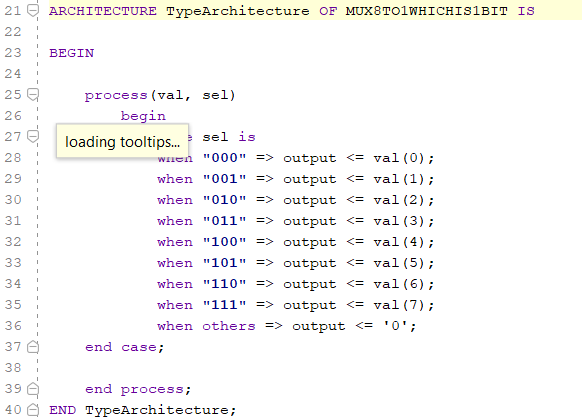 21 ARCHITECTURE TypeArchitecture OF MUX8TO1WHICHIS1BIT IS
22
23 BEGIN
24
25 process(val, sel)
26 begin
27 sel is
loading tooltips...
28 when "000" => output <= val(0);
29 when "001" => output <= val(1);
30 when "010" => output <= val(2);
31 when "011" => output <= val(3);
32 when "100" => output <= val(4);
33 when "101" => output <= val(5);
34 when "110" => output <= val(6);
35 when "111" => output <= val(7);
36 when others => output <= '0';
37 end case;
38
39 end process;
40 END TypeArchitecture;